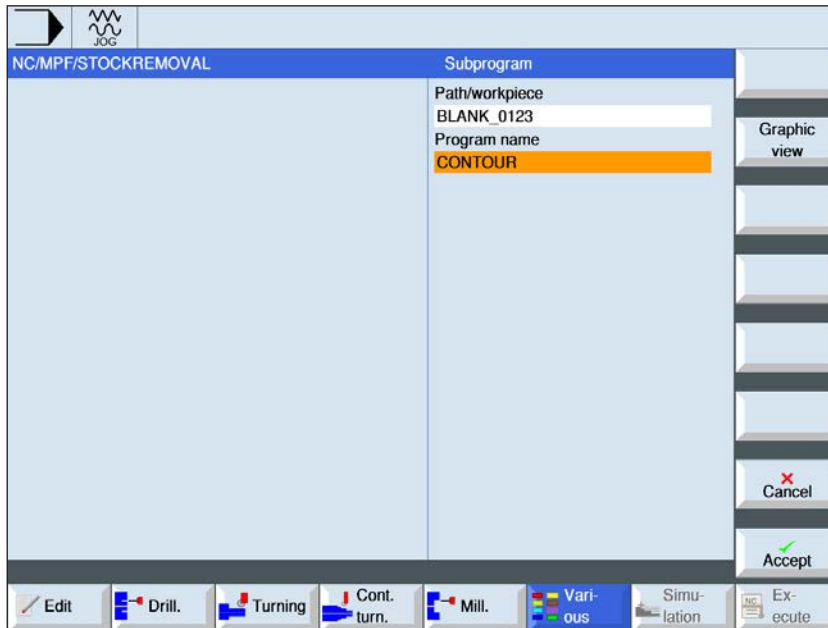 JOG
NC/MPF/STOCKREMOVAL
Subprogram
Path/workpiece
BLANK_0123
Program name
CONTOUR
Graphic
view
Cancel
Accept
Edit
Drill.
Turning
Cont.
turn.
Mill.
Vari-
ous
Simu-
lation
NC
Ex-
ecute